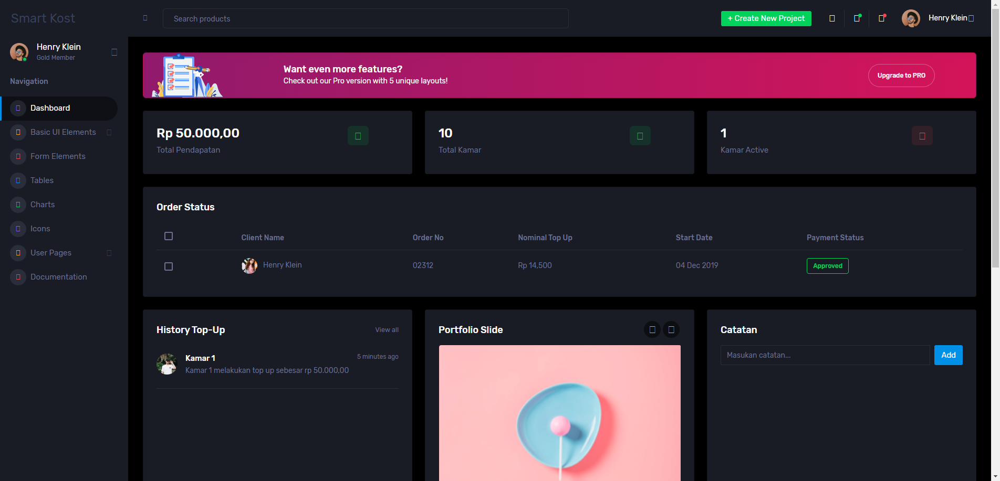 Smart Kost
Search products
+ Create New Project
Henry Klein
Henry Klein
Gold Member
Navigation
Dashboard
Basic UI Elements
Form Elements
Tables
Charts
Icons
User Pages
Documentation
Want even more features?
Check out our Pro version with 5 unique layouts!
Upgrade to PRO
Rp 50.000,00
Total Pendapatan
10
Total Kamar
1
Kamar Active
Order Status
Client Name Order No Nominal Top Up Start Date Payment Status
Henry Klein 02312 Rp 14,500 04 Dec 2019 Approved
History Top-Up
View all
Kamar 1
5 minutes ago
Kamar 1 melakukan top up sebesar rp 50.000,00
Portfolio Slide
Catatan
Masukan catatan...
Add